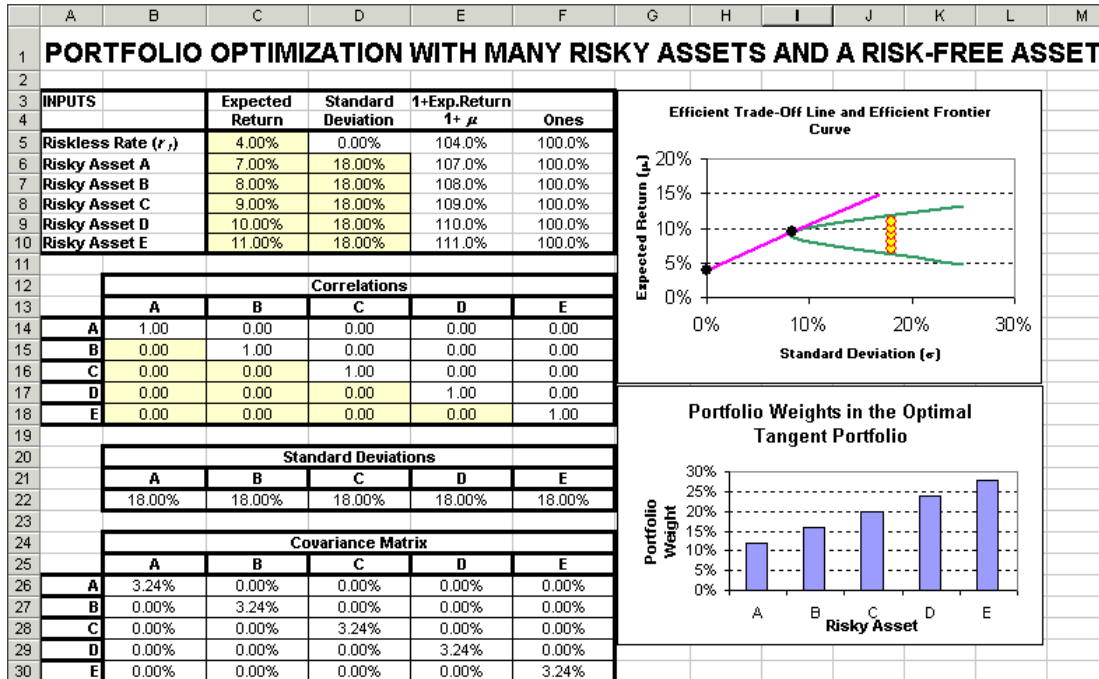 A B C D E F G H I J K L M
1 PORTFOLIO OPTIMIZATION WITH MANY RISKY ASSETS AND A RISK-FREE ASSET
2
3 INPUTS Expected Standard 1+Exp.Return
4 Return Deviation 1+ μ Ones
5 Riskless Rate (r f) 4.00% 0.00% 104.0% 100.0%
6 Risky Asset A 7.00% 18.00% 107.0% 100.0%
7 Risky Asset B 8.00% 18.00% 108.0% 100.0%
8 Risky Asset C 9.00% 18.00% 109.0% 100.0%
9 Risky Asset D 10.00% 18.00% 110.0% 100.0%
10 Risky Asset E 11.00% 18.00% 111.0% 100.0%
11
12 Correlations
13 A B C D E
14 A 1.00 0.00 0.00 0.00 0.00
15 B 0.00 1.00 0.00 0.00 0.00
16 C 0.00 0.00 1.00 0.00 0.00
17 D 0.00 0.00 0.00 1.00 0.00
18 E 0.00 0.00 0.00 0.00 1.00
19
20 Standard Deviations
21 A B C D E
22 18.00% 18.00% 18.00% 18.00% 18.00%
23
24 Covariance Matrix
25 A B C D E
26 A 3.24% 0.00% 0.00% 0.00% 0.00%
27 B 0.00% 3.24% 0.00% 0.00% 0.00%
28 C 0.00% 0.00% 3.24% 0.00% 0.00%
29 D 0.00% 0.00% 0.00% 3.24% 0.00%
30 E 0.00% 0.00% 0.00% 0.00% 3.24%
Efficient Trade-Off Line and Efficient Frontier
Curve
Expected Return (μ)
20%
15%
10%
5%
0%
0% 10% 20% 30%
Standard Deviation (σ)
Portfolio Weights in the Optimal
Tangent Portfolio
Portfolio
Weight
30%
25%
20%
15%
10%
5%
0%
A B C D E
Risky Asset